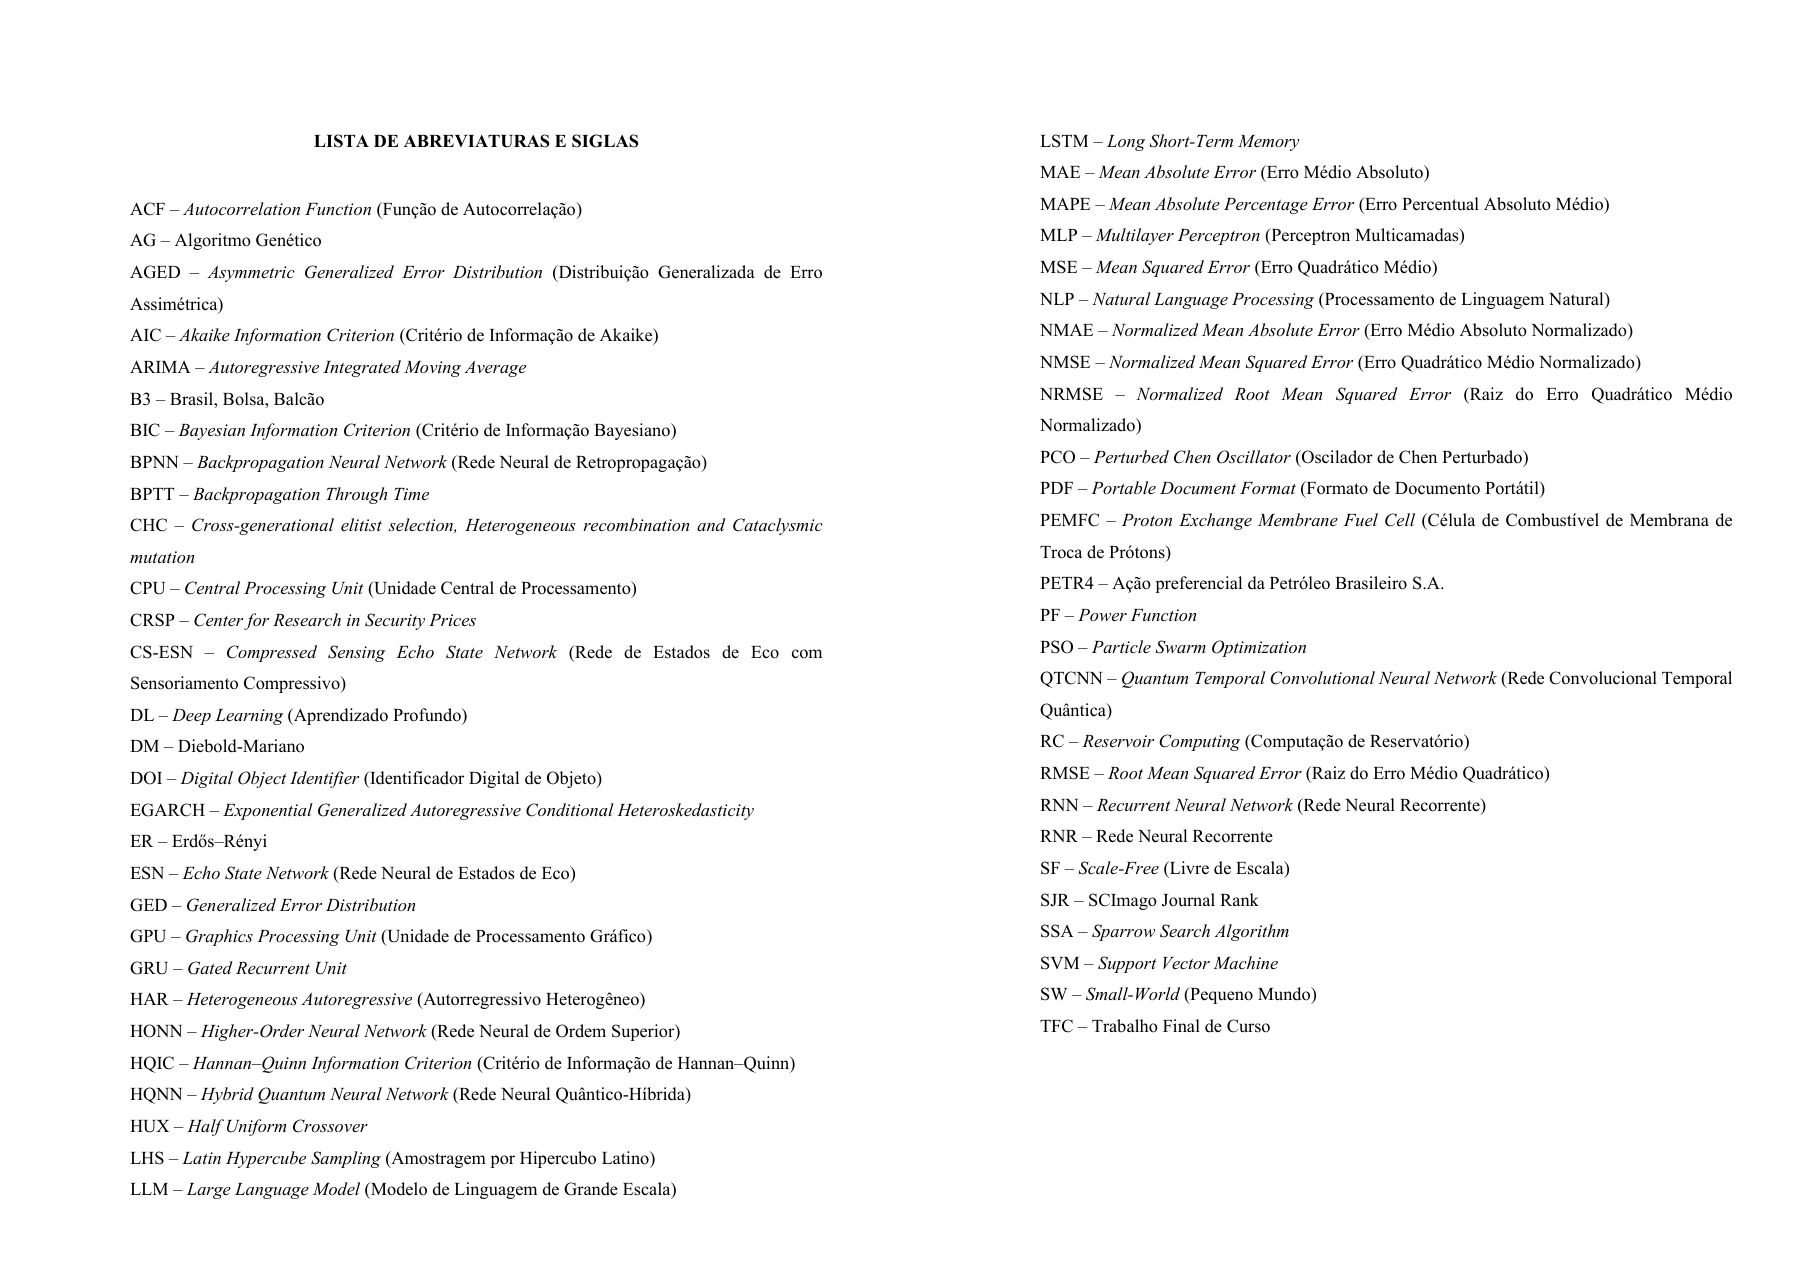 LISTA DE ABREVIATURAS E SIGLAS
ACF – Autocorrelation Function (Função de Autocorrelação)
AG – Algoritmo Genético
AGED – Asymmetric Generalized Error Distribution (Distribuição Generalizada de Erro
Assimétrica)
AIC – Akaike Information Criterion (Critério de Informação de Akaike)
ARIMA – Autoregressive Integrated Moving Average
B3 – Brasil, Bolsa, Balcão
BIC – Bayesian Information Criterion (Critério de Informação Bayesiano)
BPNN – Backpropagation Neural Network (Rede Neural de Retropropagação)
BPTT – Backpropagation Through Time
CHC – Cross-generational elitist selection, Heterogeneous recombination and Cataclysmic
mutation
CPU – Central Processing Unit (Unidade Central de Processamento)
CRSP – Center for Research in Security Prices
CS-ESN – Compressed Sensing Echo State Network (Rede de Estados de Eco com
Sensoriamento Compressivo)
DL – Deep Learning (Aprendizado Profundo)
DM – Diebold-Mariano
DOI – Digital Object Identifier (Identificador Digital de Objeto)
EGARCH – Exponential Generalized Autoregressive Conditional Heteroskedasticity
ER – Erdős–Rényi
ESN – Echo State Network (Rede Neural de Estados de Eco)
GED – Generalized Error Distribution
GPU – Graphics Processing Unit (Unidade de Processamento Gráfico)
GRU – Gated Recurrent Unit
HAR – Heterogeneous Autoregressive (Autorregressivo Heterogêneo)
HONN – Higher-Order Neural Network (Rede Neural de Ordem Superior)
HQIC – Hannan–Quinn Information Criterion (Critério de Informação de Hannan–Quinn)
HQNN – Hybrid Quantum Neural Network (Rede Neural Quântico-Híbrida)
HUX – Half Uniform Crossover
LHS – Latin Hypercube Sampling (Amostragem por Hipercubo Latino)
LLM – Large Language Model (Modelo de Linguagem de Grande Escala)
LSTM – Long Short-Term Memory
MAE – Mean Absolute Error (Erro Médio Absoluto)
MAPE – Mean Absolute Percentage Error (Erro Percentual Absoluto Médio)
MLP – Multilayer Perceptron (Perceptron Multicamadas)
MSE – Mean Squared Error (Erro Quadrático Médio)
NLP – Natural Language Processing (Processamento de Linguagem Natural)
NMAE – Normalized Mean Absolute Error (Erro Médio Absoluto Normalizado)
NMSE – Normalized Mean Squared Error (Erro Quadrático Médio Normalizado)
NRMSE – Normalized Root Mean Squared Error (Raiz do Erro Quadrático Médio
Normalizado)
PCO – Perturbed Chen Oscillator (Oscilador de Chen Perturbado)
PDF – Portable Document Format (Formato de Documento Portátil)
PEMFC – Proton Exchange Membrane Fuel Cell (Célula de Combustível de Membrana de
Troca de Prótons)
PETR4 – Ação preferencial da Petróleo Brasileiro S.A.
PF – Power Function
PSO – Particle Swarm Optimization
QTCNN – Quantum Temporal Convolutional Neural Network (Rede Convolucional Temporal
Quântica)
RC – Reservoir Computing (Computação de Reservatório)
RMSE – Root Mean Squared Error (Raiz do Erro Médio Quadrático)
RNN – Recurrent Neural Network (Rede Neural Recorrente)
RNR – Rede Neural Recorrente
SF – Scale-Free (Livre de Escala)
SJR – SCImago Journal Rank
SSA – Sparrow Search Algorithm
SVM – Support Vector Machine
SW – Small-World (Pequeno Mundo)
TFC – Trabalho Final de Curso